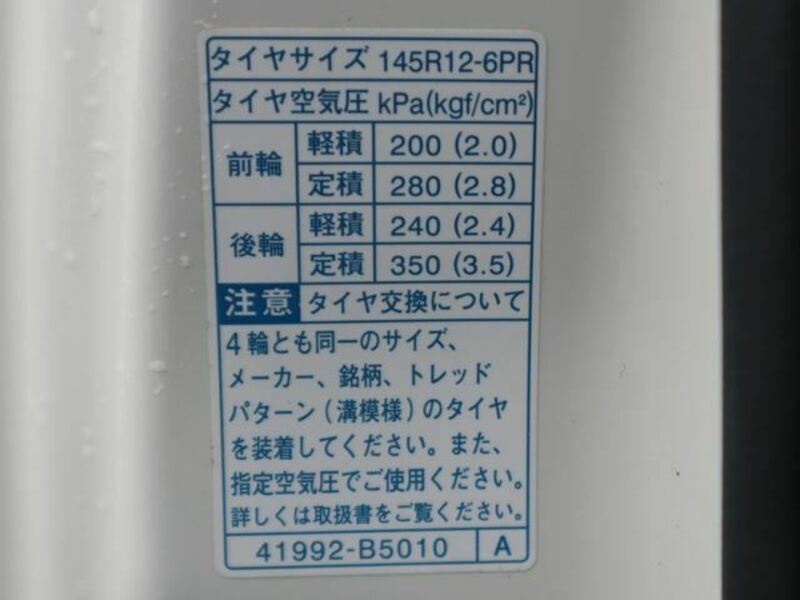 タイヤサイズ 145R12-6PR
タイヤ空気圧 kPa(kgf/cm²)
前輪 軽積 200 (2.0)
定積 280 (2.8)
後輪 軽積 240 (2.4)
定積 350 (3.5)
注意 タイヤ交換について
4輪とも同一のサイズ、
メーカー、銘柄、トレッド
パターン(溝模様)のタイヤ
を装着してください。また、
指定空気圧でご使用ください。
詳しくは取扱書をご覧ください。
41992-B5010 A